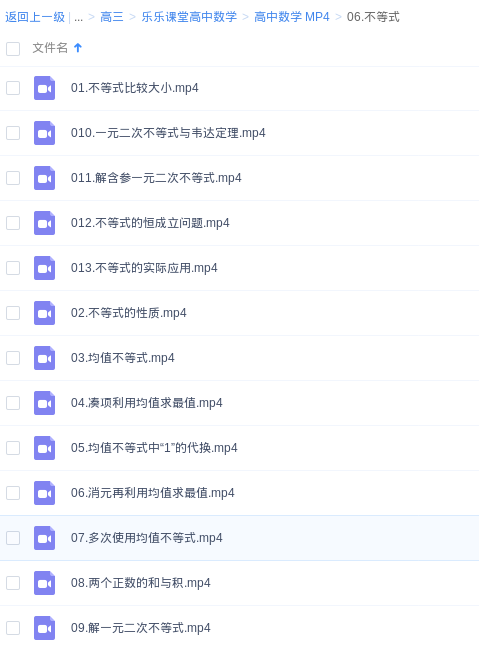 返回上一级 | ... > 高三 > 乐乐课堂高中数学 > 高中数学 MP4 > 06.不等式
文件名
01.不等式比较大小.mp4
010.一元二次不等式与韦达定理.mp4
011.解含参一元二次不等式.mp4
012.不等式的恒成立问题.mp4
013.不等式的实际应用.mp4
02.不等式的性质.mp4
03.均值不等式.mp4
04.凑项利用均值求最值.mp4
05.均值不等式中“1”的代换.mp4
06.消元再利用均值求最值.mp4
07.多次使用均值不等式.mp4
08.两个正数的和与积.mp4
09.解一元二次不等式.mp4